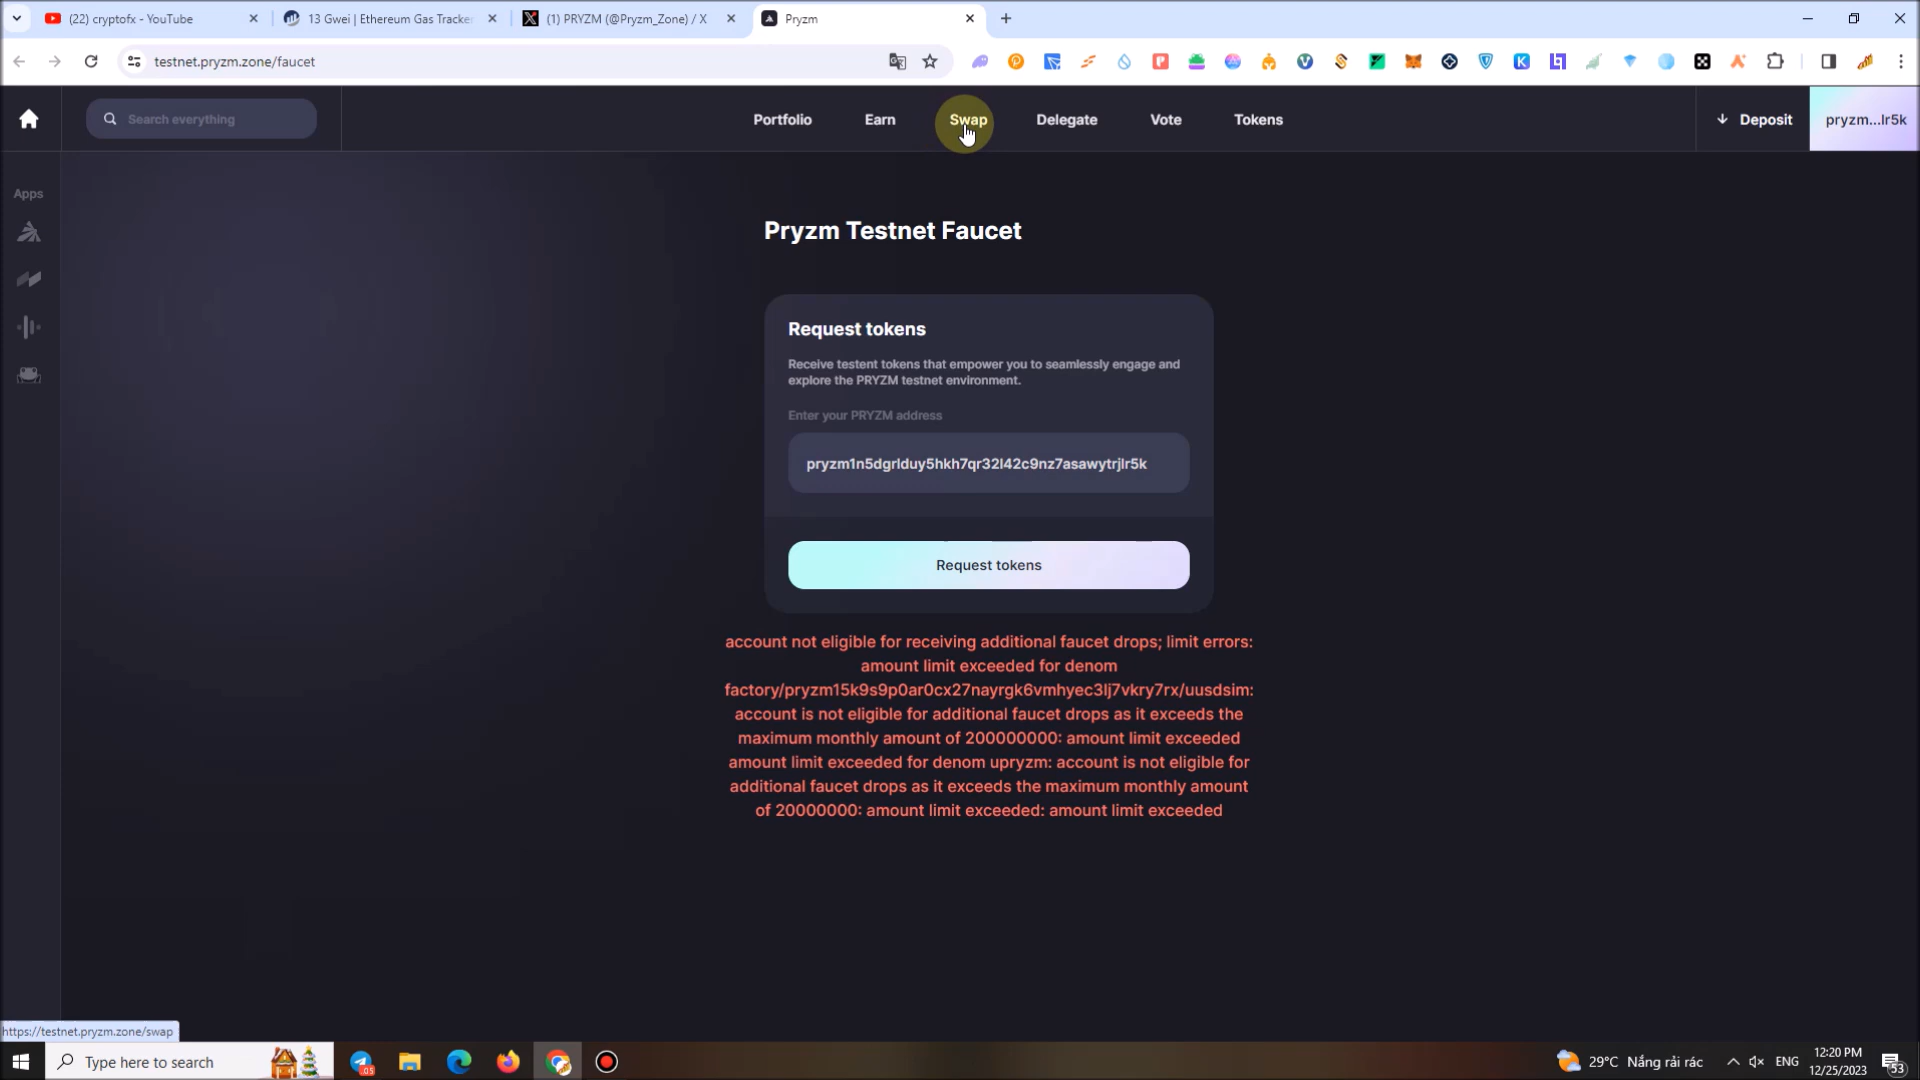 (22) cryptofx - YouTube
13 Gwei | Ethereum Gas Tracker
(1) PRYZM (@Pryzm_Zone) / X
Pryzm
testnet.pryzm.zone/faucet
Search everything
Portfolio
Earn
Swap
Delegate
Vote
Tokens
Deposit
pryzm...lr5k
Apps
Pryzm Testnet Faucet
Request tokens
Receive testent tokens that empower you to seamlessly engage and
explore the PRYZM testnet environment.
Enter your PRYZM address
pryzm1n5dgrlduy5hkh7qr32l42c9nz7asawytrjlr5k
Request tokens
account not eligible for receiving additional faucet drops; limit errors:
amount limit exceeded for denom
factory/pryzm15k9s9p0ar0cx27nayrgk6vmhyec3lj7vkry7rx/uusdsim:
account is not eligible for additional faucet drops as it exceeds the
maximum monthly amount of 200000000: amount limit exceeded
amount limit exceeded for denom upryzm: account is not eligible for
additional faucet drops as it exceeds the maximum monthly amount
of 20000000: amount limit exceeded: amount limit exceeded
https://testnet.pryzm.zone/swap
Type here to search
29°C Nắng rải rác
ENG
12:20 PM
12/25/2023
53